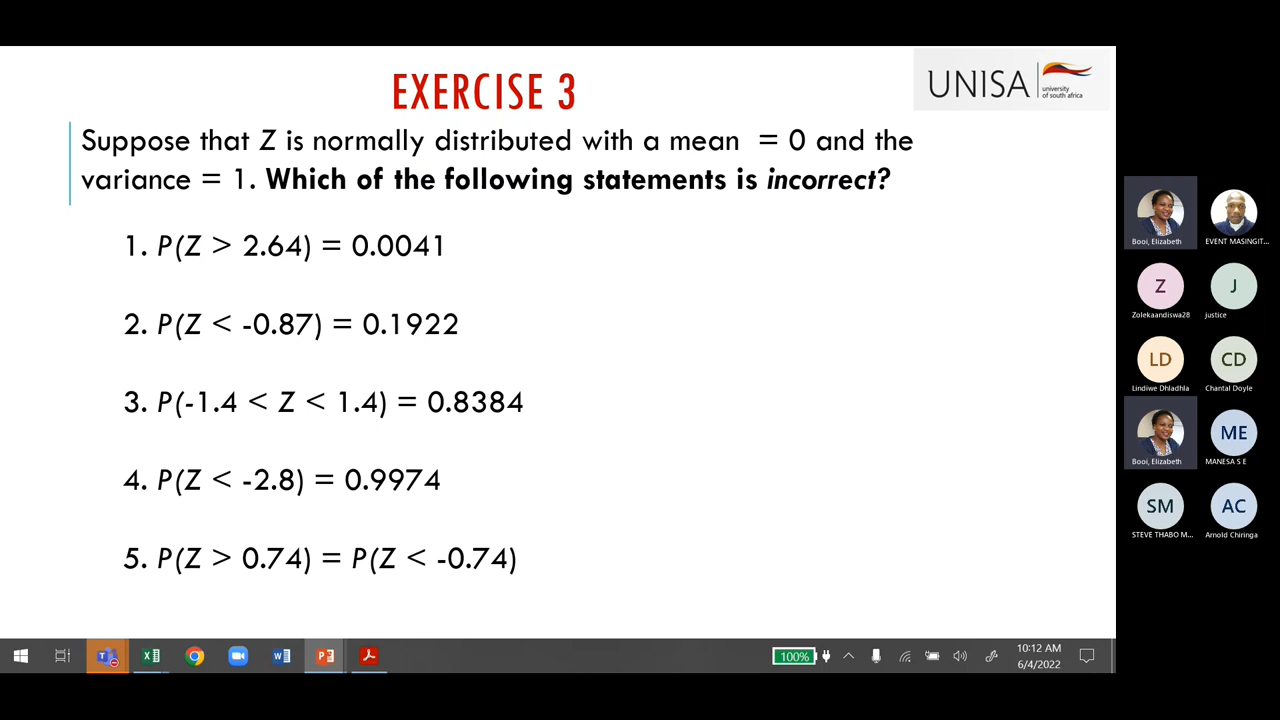 EXERCISE 3
UNISA
university
of south africa
Suppose that Z is normally distributed with a mean = 0 and the
variance = 1. Which of the following statements is incorrect?
1. P(Z > 2.64) = 0.0041
2. P(Z < -0.87) = 0.1922
3. P(-1.4 < Z < 1.4) = 0.8384
4. P(Z < -2.8) = 0.9974
5. P(Z > 0.74) = P(Z < -0.74)
Booi, Elizabeth
EVENT MASINGIT...
Z
J
Zolekaandiswa28
justice
LD
CD
Lindiwe Dhladhla
Chantal Doyle
ME
Booi, Elizabeth
MANESA S E
SM
AC
STEVE THABO M...
Arnold Chiringa
100%
10:12 AM
6/4/2022